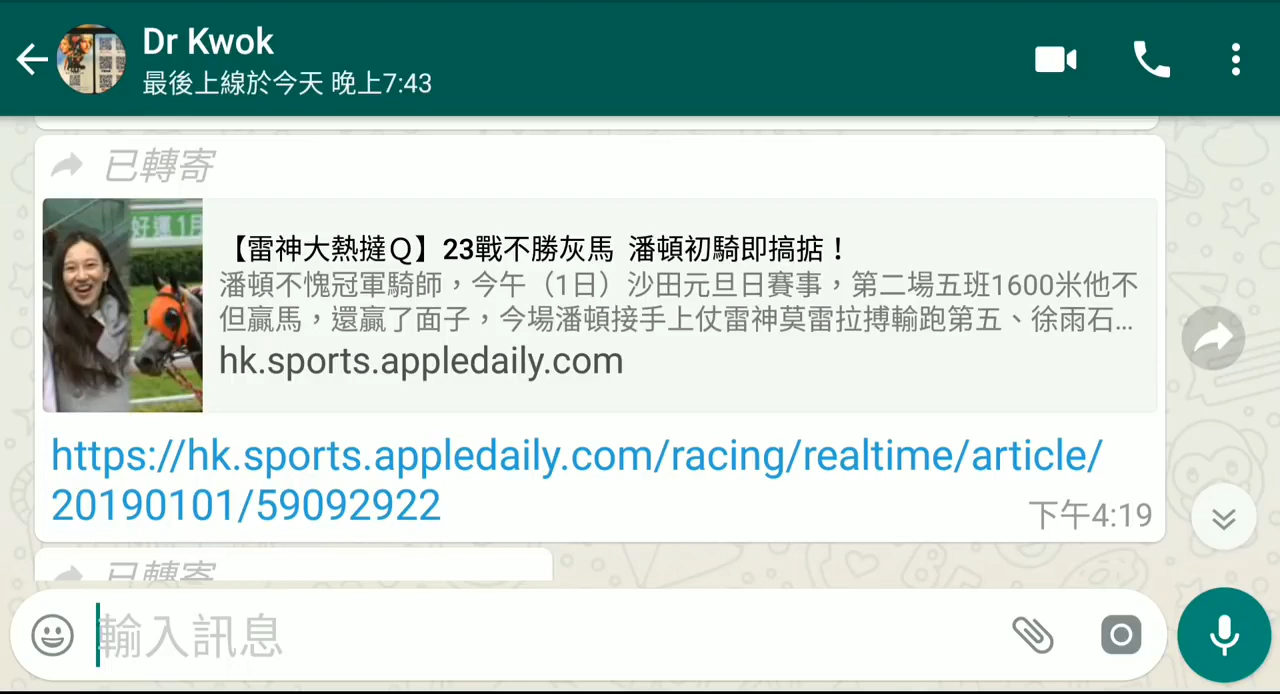 Dr Kwok
最後上線於今天 晚上7:43
已轉寄
好運1月
【雷神大熱撻Q】23戰不勝灰馬 潘頓初騎即搞掂！
潘頓不愧冠軍騎師，今午（1日）沙田元旦日賽事，第二場五班1600米他不
但贏馬，還贏了面子，今場潘頓接手上仗雷神莫雷拉搏輸跑第五、徐雨石...
hk.sports.appledaily.com
https://hk.sports.appledaily.com/racing/realtime/article/
20190101/59092922
下午4:19
已轉寄
輸入訊息